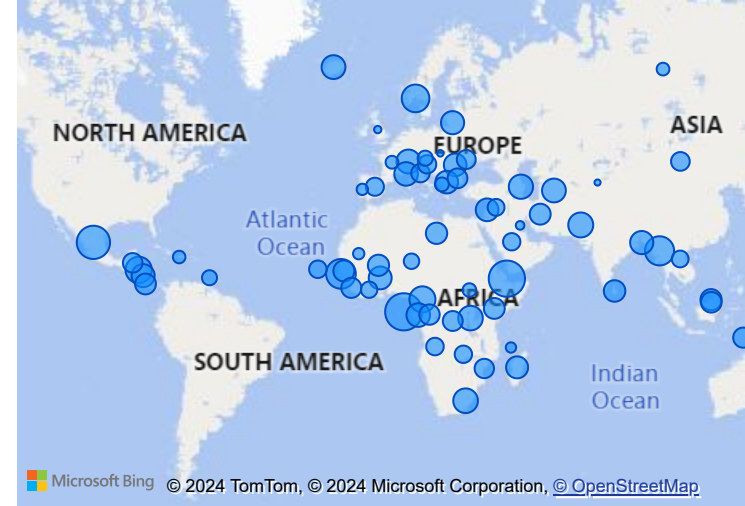 NORTH AMERICA
ASIA
EUROPE
Atlantic
Ocean
AFRICA
SOUTH AMERICA
Indian
Ocean
Microsoft Bing © 2024 TomTom, © 2024 Microsoft Corporation, © OpenStreetMap